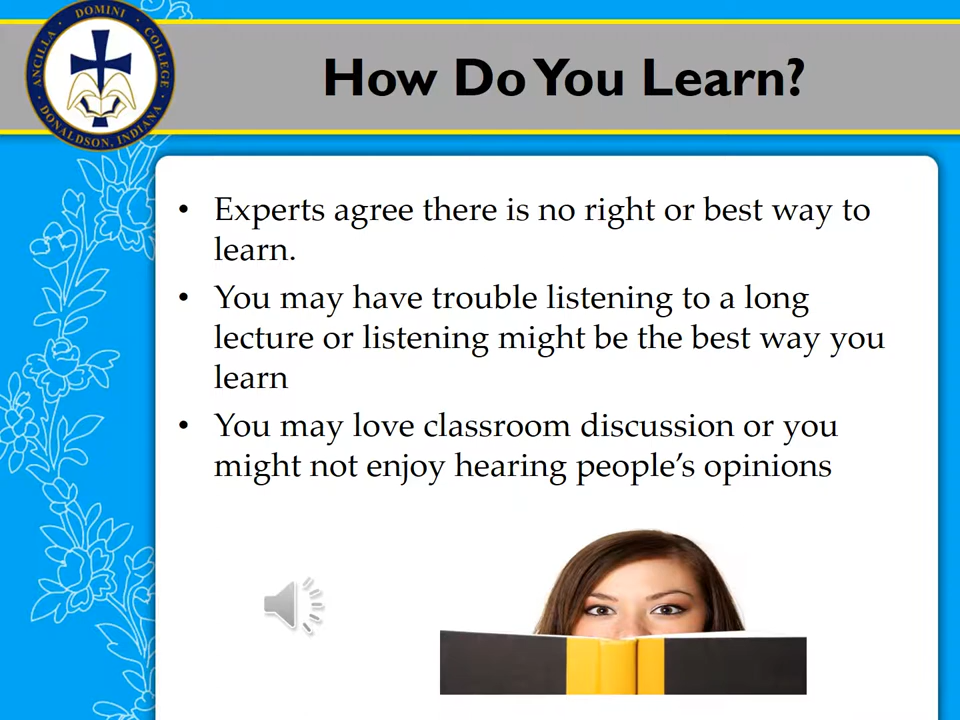 ANCILLA · DOMINI · COLLEGE
DONALDSON, INDIANA
How Do You Learn?
• Experts agree there is no right or best way to
learn.
• You may have trouble listening to a long
lecture or listening might be the best way you
learn
• You may love classroom discussion or you
might not enjoy hearing people’s opinions